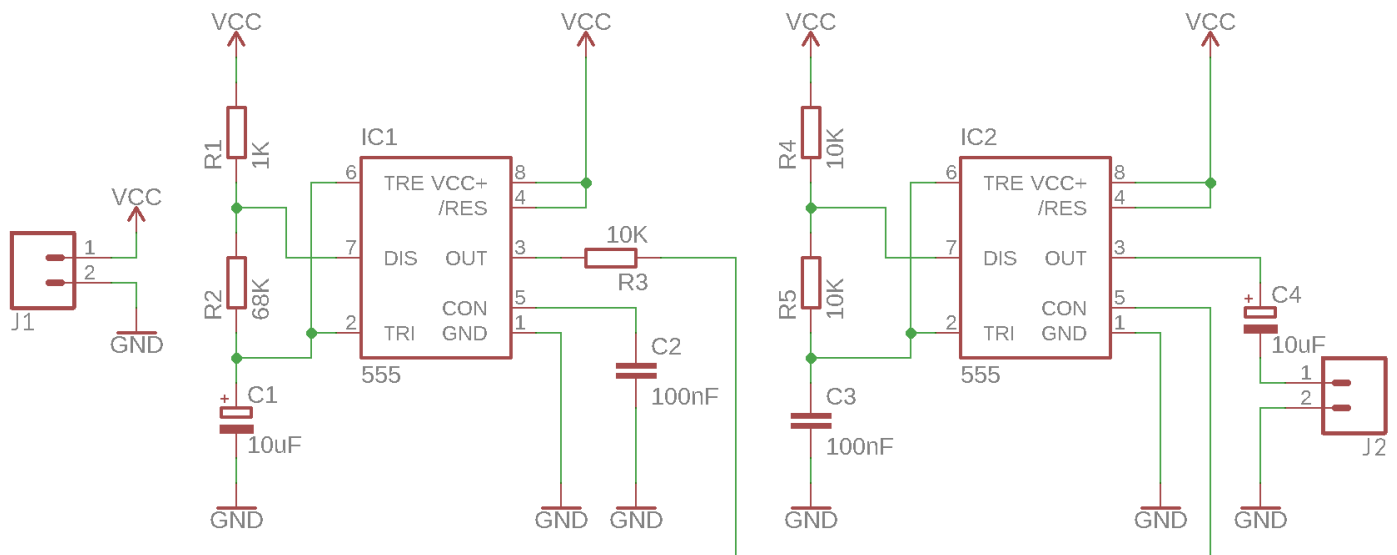 VCC
VCC
VCC
VCC
R1
1K
IC1
6
TRE
VCC+
8
/RES
4
7
DIS
OUT
3
CON
5
2
TRI
GND
1
555
10K
R3
R4
10K
IC2
6
TRE
VCC+
8
/RES
4
7
DIS
OUT
3
CON
5
2
TRI
GND
1
555
VCC
1
2
J1
GND
R2
68K
+
C1
10uF
GND
GND
C2
100nF
GND
R5
10K
C3
100nF
GND
GND
+
C4
10uF
1
2
J2
GND